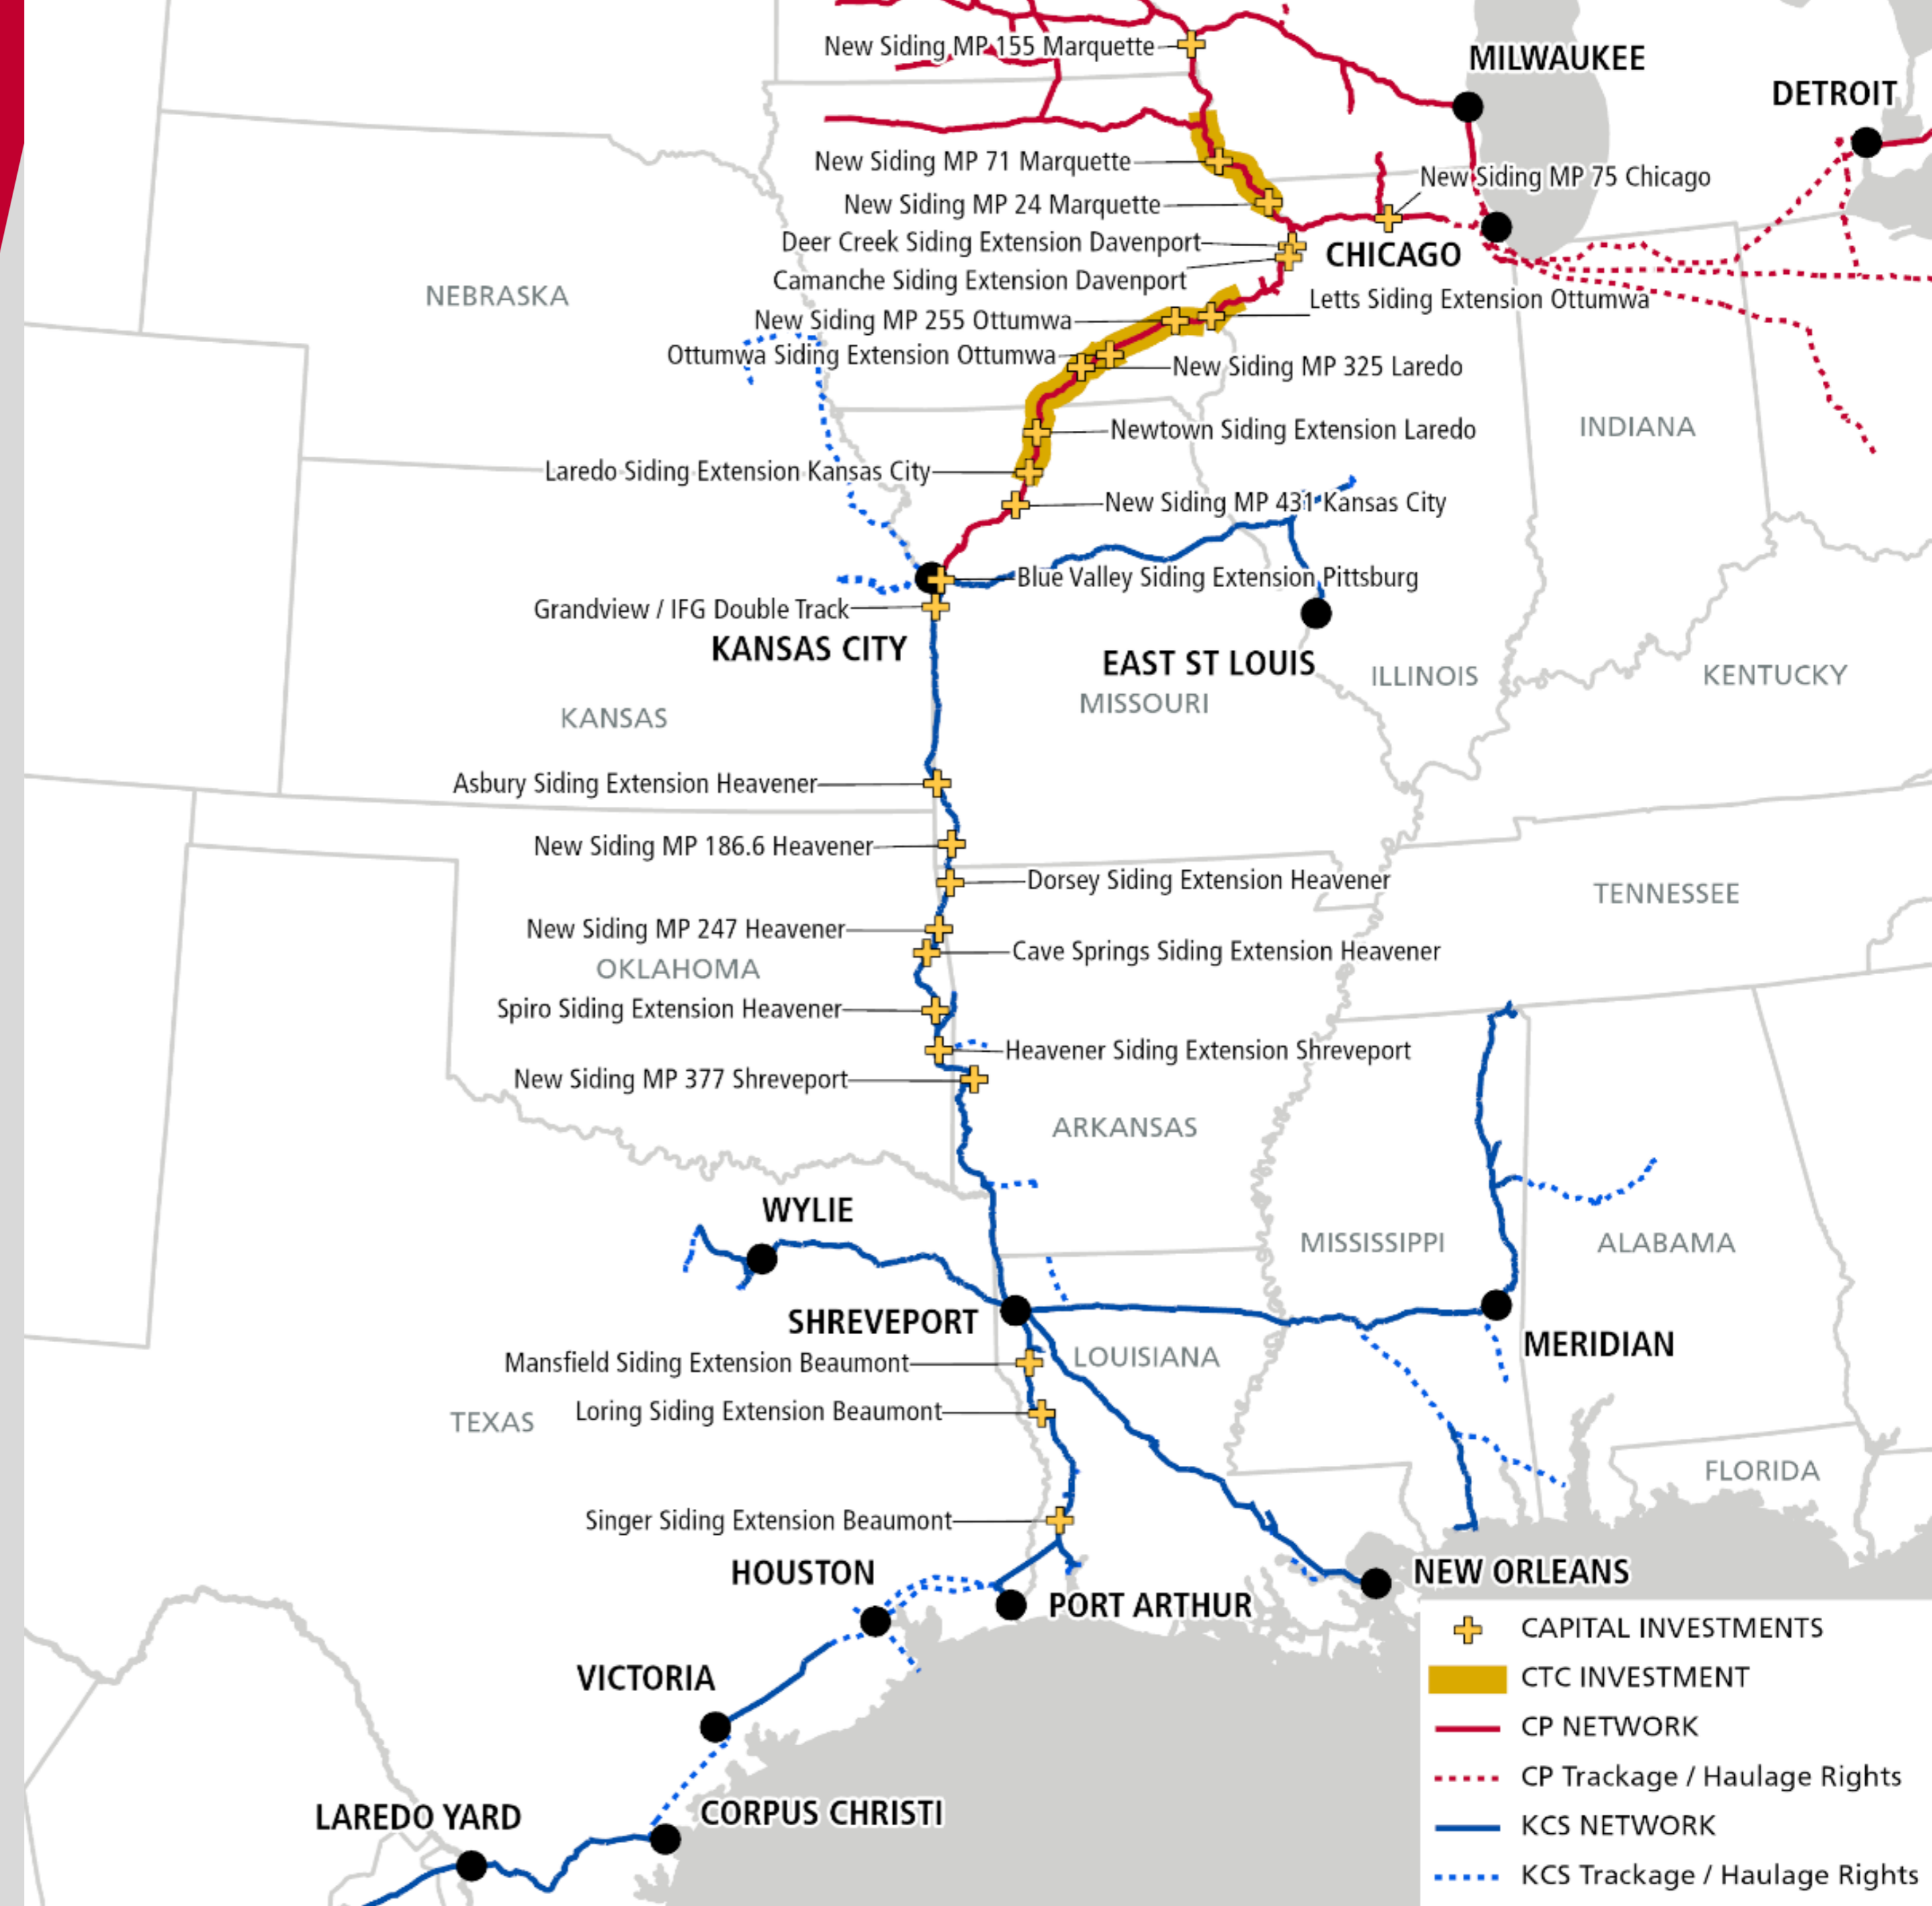 New Siding MP 155 Marquette
MILWAUKEE
DETROIT
New Siding MP 71 Marquette
New Siding MP 75 Chicago
New Siding MP 24 Marquette
Deer Creek Siding Extension Davenport
CHICAGO
Camanche Siding Extension Davenport
NEBRASKA
Letts Siding Extension Ottumwa
New Siding MP 255 Ottumwa
Ottumwa Siding Extension Ottumwa
New Siding MP 325 Laredo
INDIANA
Newtown Siding Extension Laredo
Laredo Siding Extension Kansas City
New Siding MP 431 Kansas City
Blue Valley Siding Extension Pittsburg
Grandview / IFG Double Track
KANSAS CITY
EAST ST LOUIS
ILLINOIS
KENTUCKY
MISSOURI
KANSAS
Asbury Siding Extension Heavener
New Siding MP 186.6 Heavener
Dorsey Siding Extension Heavener
TENNESSEE
New Siding MP 247 Heavener
Cave Springs Siding Extension Heavener
OKLAHOMA
Spiro Siding Extension Heavener
Heavener Siding Extension Shreveport
New Siding MP 377 Shreveport
ARKANSAS
WYLIE
MISSISSIPPI
ALABAMA
SHREVEPORT
MERIDIAN
Mansfield Siding Extension Beaumont
LOUISIANA
Loring Siding Extension Beaumont
TEXAS
FLORIDA
Singer Siding Extension Beaumont
HOUSTON
NEW ORLEANS
PORT ARTHUR
VICTORIA
CORPUS CHRISTI
LAREDO YARD
CAPITAL INVESTMENTS
CTC INVESTMENT
CP NETWORK
CP Trackage / Haulage Rights
KCS NETWORK
KCS Trackage / Haulage Rights